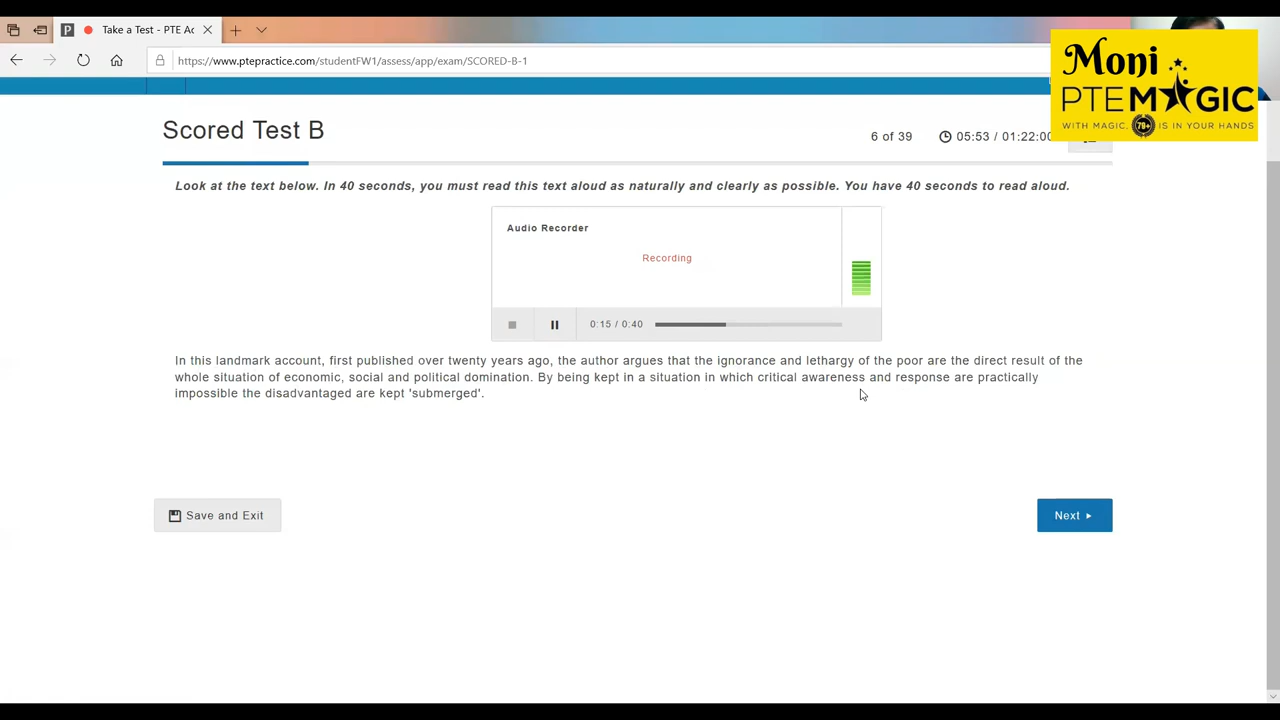 Take a Test - PTE Ac
https://www.ptepractice.com/studentFW1/assess/app/exam/SCORED-B-1
Moni
PTE MAGIC
WITH MAGIC, 79+ IS IN YOUR HANDS
Scored Test B
6 of 39
05:53 / 01:22:00
Look at the text below. In 40 seconds, you must read this text aloud as naturally and clearly as possible. You have 40 seconds to read aloud.
Audio Recorder
Recording
0:15 / 0:40
In this landmark account, first published over twenty years ago, the author argues that the ignorance and lethargy of the poor are the direct result of the
whole situation of economic, social and political domination. By being kept in a situation in which critical awareness and response are practically
impossible the disadvantaged are kept 'submerged'.
Save and Exit
Next